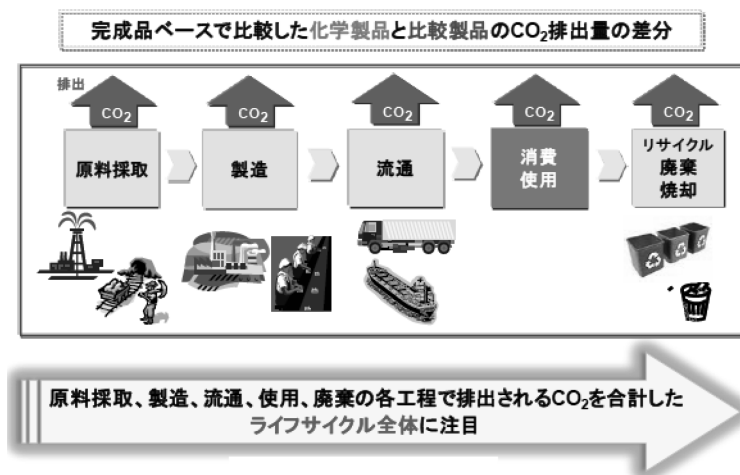 完成品ベースで比較した化学製品と比較製品のCO₂排出量の差分
排出
CO₂
CO₂
CO₂
CO₂
CO₂
原料採取
製造
流通
消費
使用
リサイクル
廃棄
焼却
原料採取、製造、流通、使用、廃棄の各工程で排出されるCO₂を合計した
ライフサイクル全体に注目